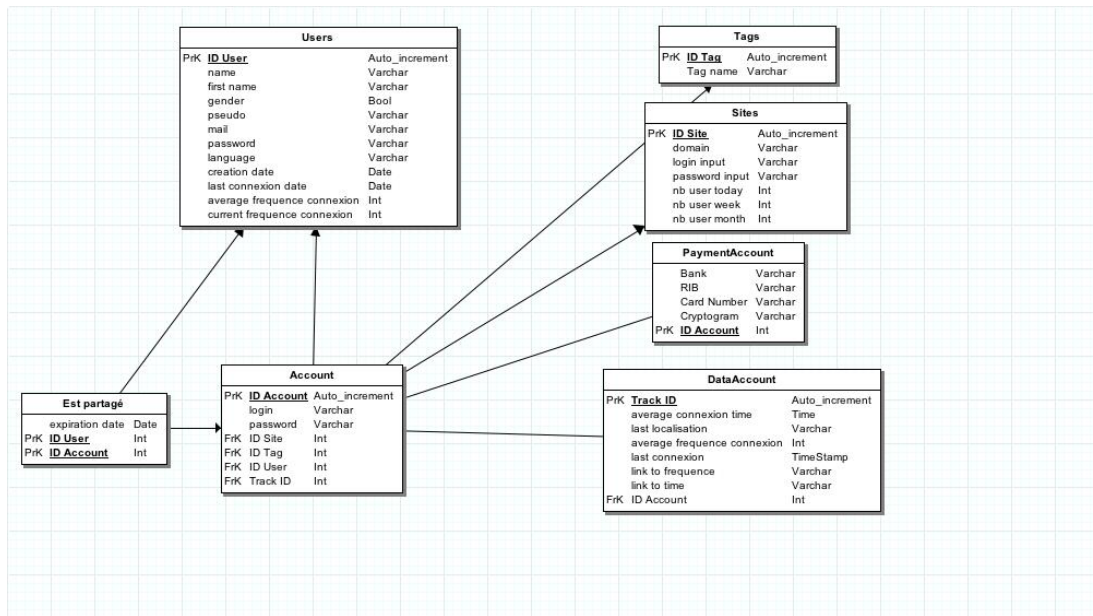 Users
PrK ID User Auto_increment
name Varchar
first name Varchar
gender Bool
pseudo Varchar
mail Varchar
password Varchar
language Varchar
creation date Date
last connexion date Date
average frequence connexion Int
current frequence connexion Int
Tags
PrK ID Tag Auto_increment
Tag name Varchar
Sites
PrK ID Site Auto_increment
domain Varchar
login input Varchar
password input Varchar
nb user today Int
nb user week Int
nb user month Int
PaymentAccount
Bank Varchar
RIB Varchar
Card Number Varchar
Cryptogram Varchar
PrK ID Account Int
Est partagé
expiration date Date
PrK ID User Int
PrK ID Account Int
Account
PrK ID Account Auto_increment
login Varchar
password Varchar
FrK ID Site Int
FrK ID Tag Int
FrK ID User Int
FrK Track ID Int
DataAccount
PrK Track ID Auto_increment
average connexion time Time
last localisation Varchar
average frequence connexion Int
last connexion TimeStamp
link to frequence Varchar
link to time Varchar
FrK ID Account Int